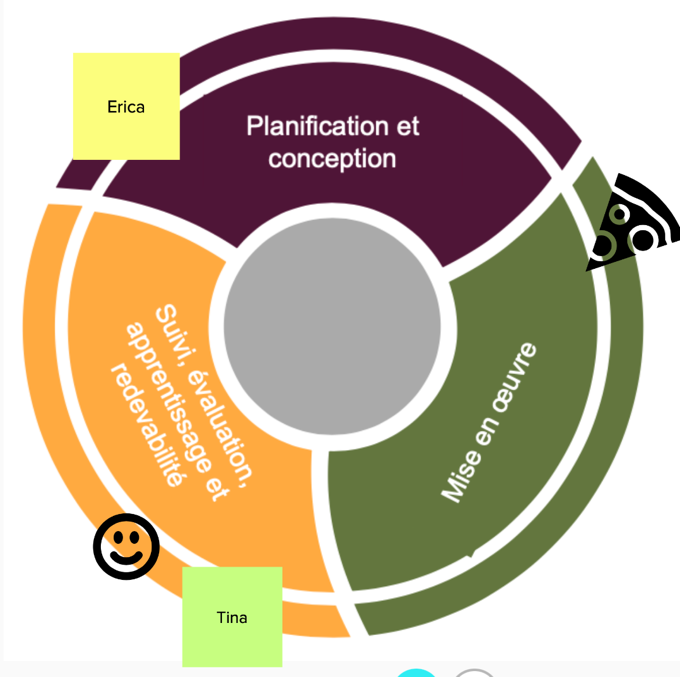 Erica
Planification et
conception
Suivi, évaluation,
apprentissage et
redevabilité
Mise en œuvre
Tina